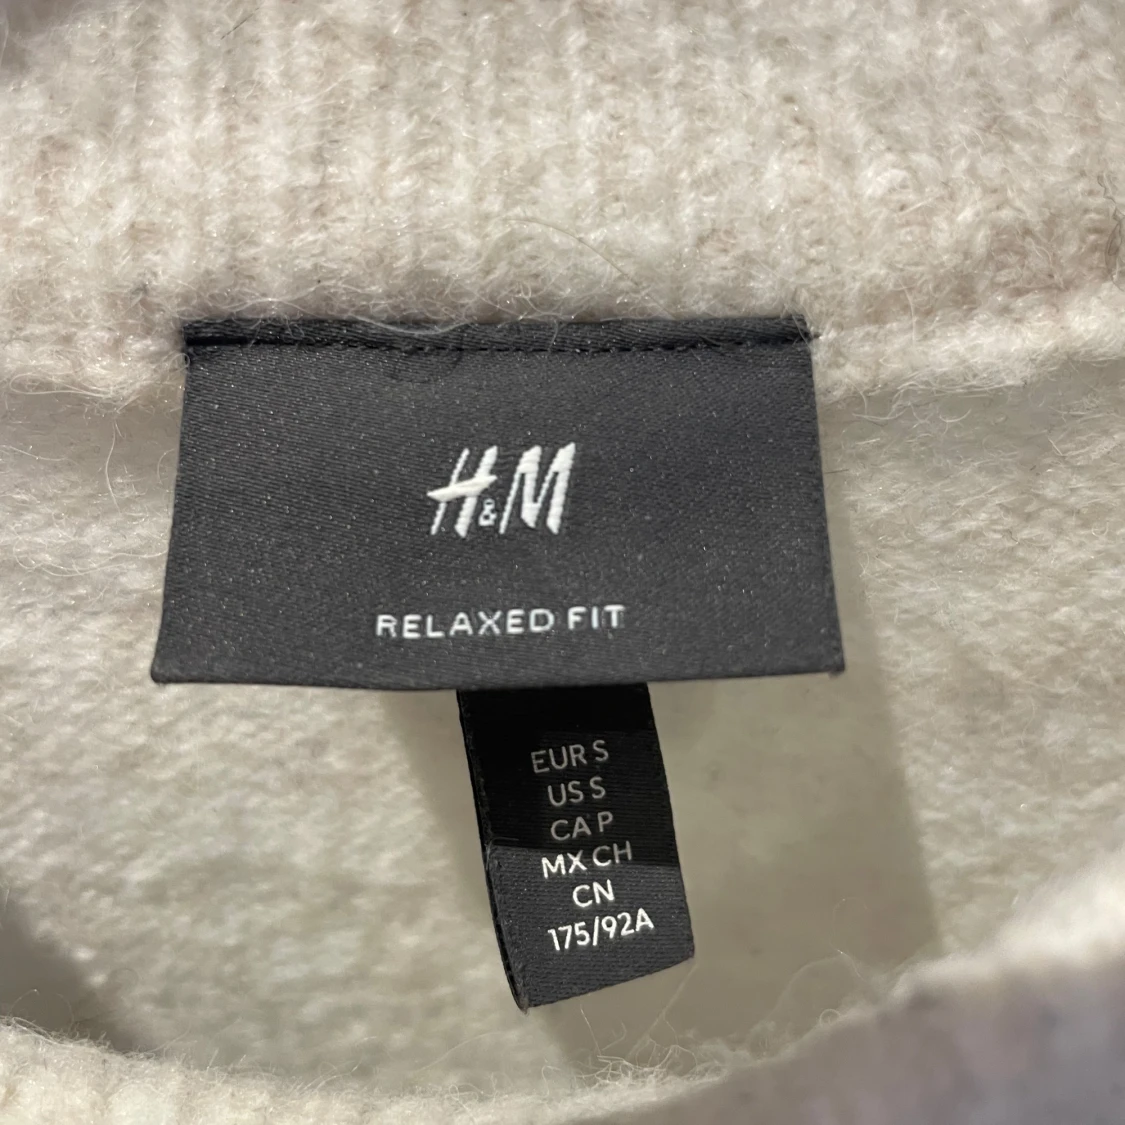 H&M
RELAXED FIT
EUR S
US S
CA P
MX CH
CN
175/92A